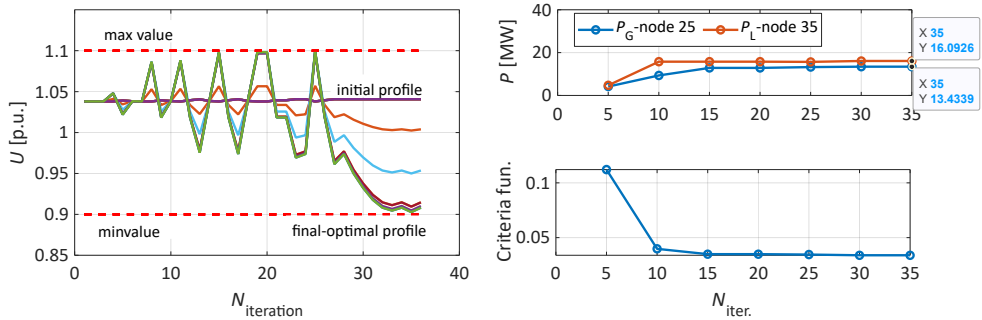 1.1
1.05
1
0.95
0.9
0.85
U [p.u.]
max value
initial profile
minvalue
final-optimal profile
0
10
20
30
40
N iteration
40
20
0
P [MW]
P_G-node 25
P_L-node 35
X 35
Y 16.0926
X 35
Y 13.4339
0
5
10
15
20
25
30
35
0.1
0.05
Criteria fun.
0
5
10
15
20
25
30
35
N iter.